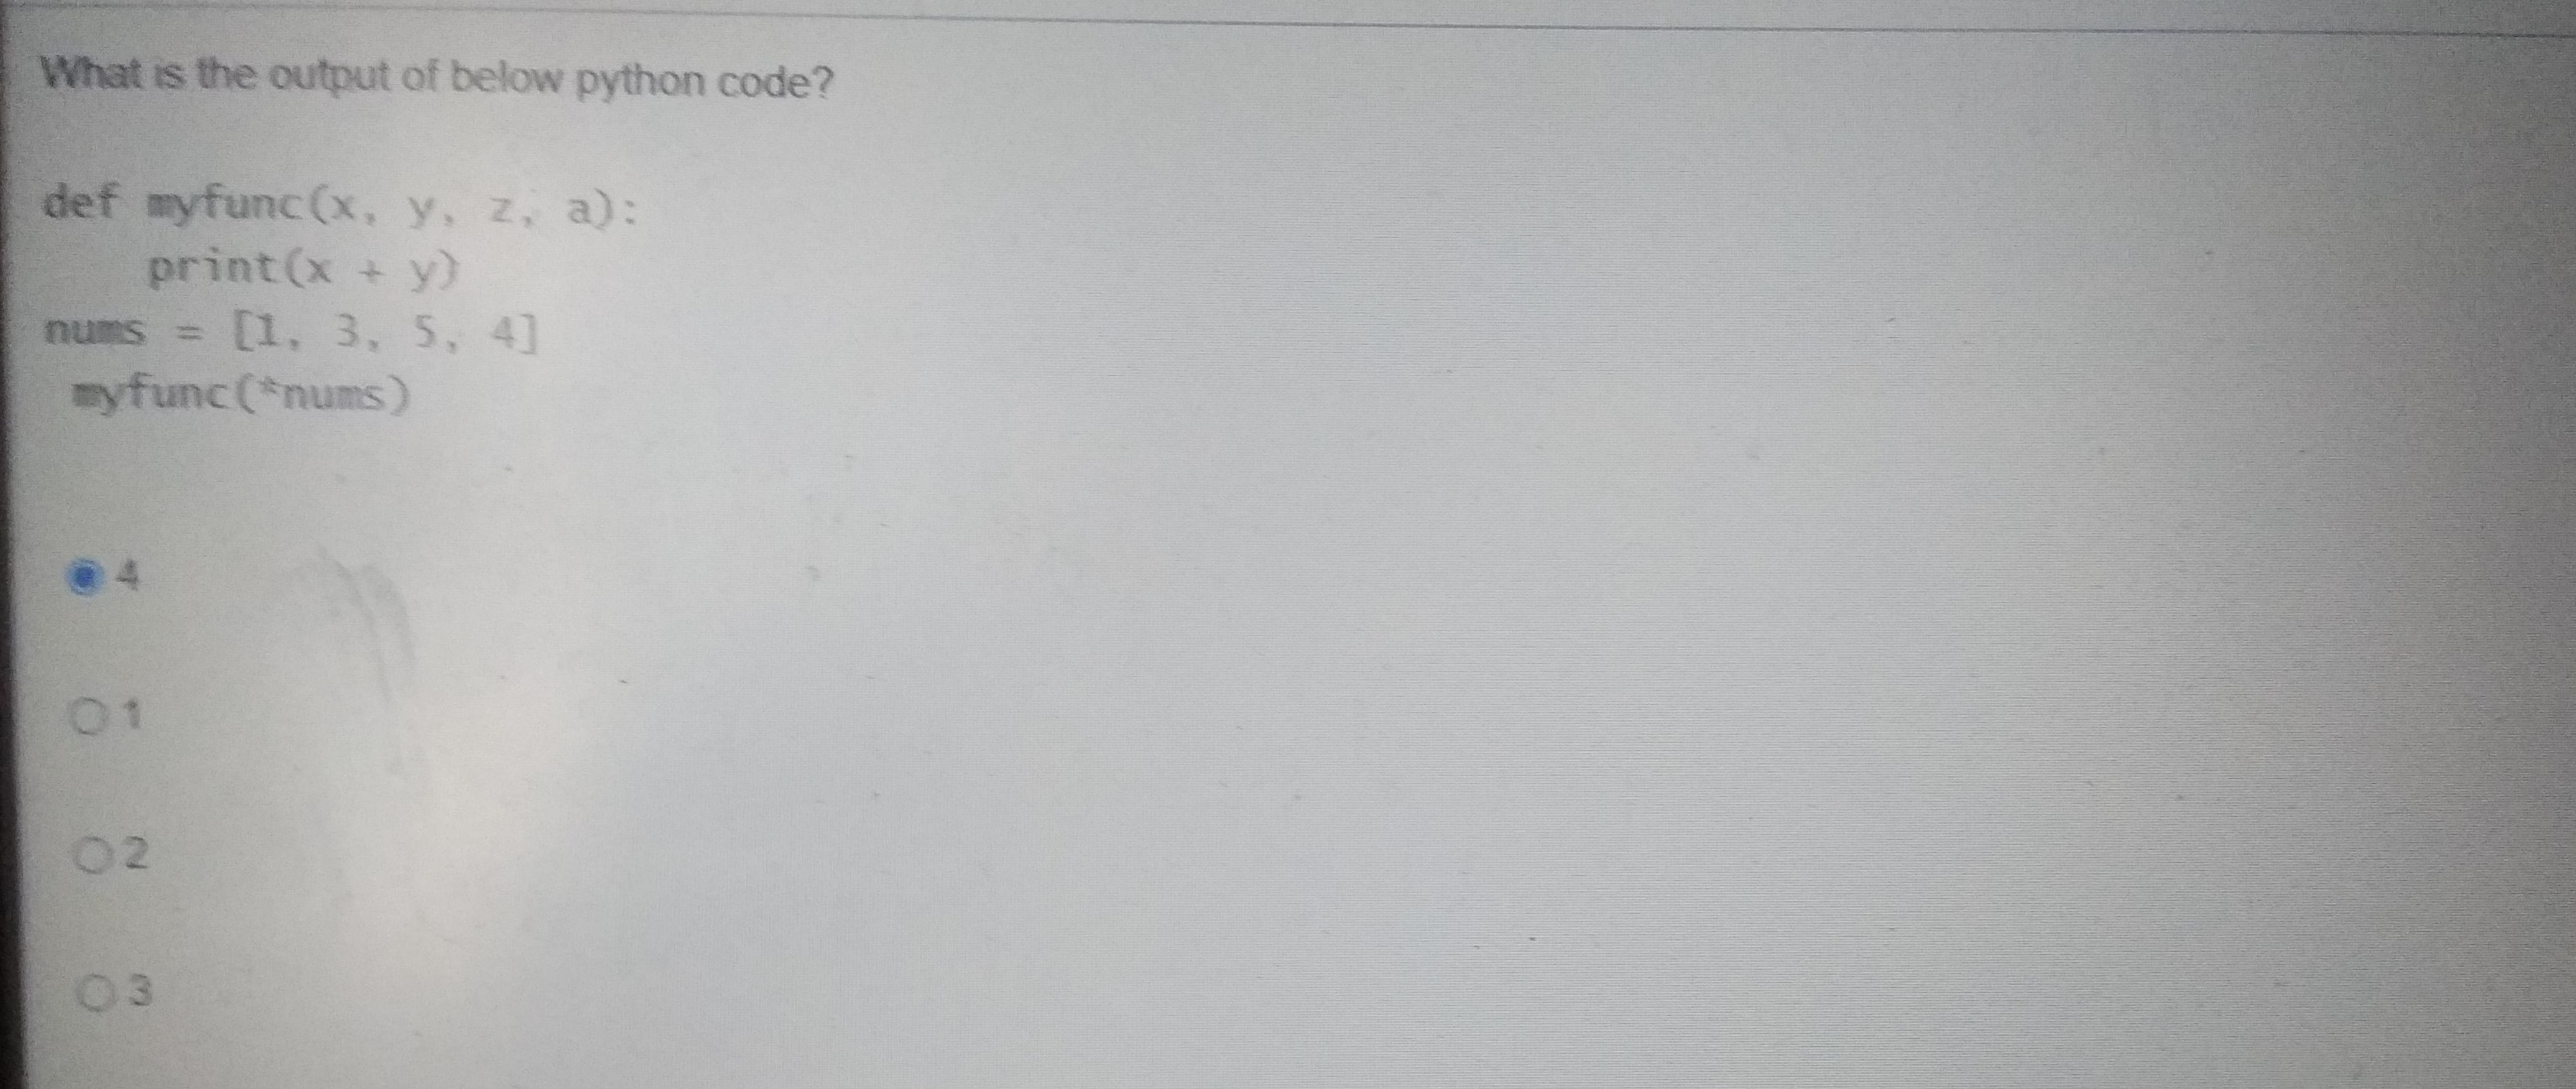 What is the output of below python code?
def myfunc(x, y, z, a):
    print(x + y)
nums = [1, 3, 5, 4]
 myfunc(*nums)
4
1
2
3